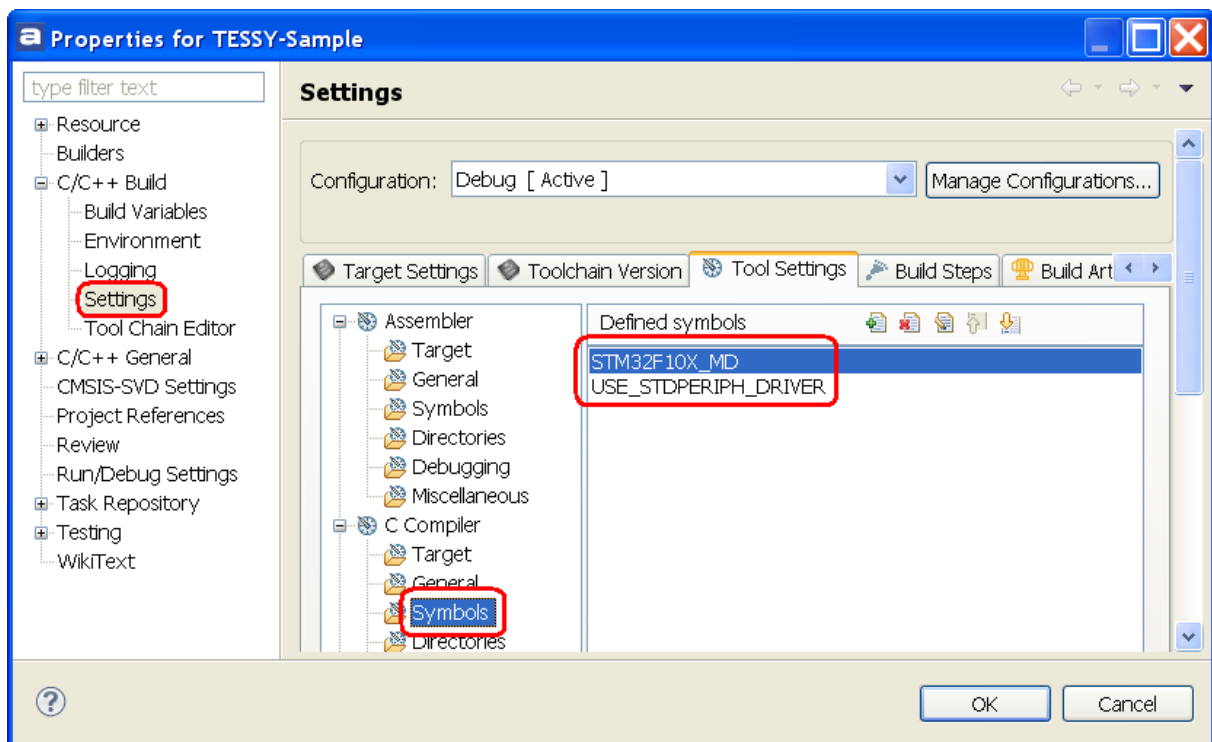 Properties for TESSY-Sample
type filter text
Resource
Builders
C/C++ Build
Build Variables
Environment
Logging
Settings
Tool Chain Editor
C/C++ General
CMSIS-SVD Settings
Project References
Review
Run/Debug Settings
Task Repository
Testing
WikiText
Settings
Configuration: Debug [ Active ] Manage Configurations...
Target Settings Toolchain Version Tool Settings Build Steps Build Art
Assembler
Target
General
Symbols
Directories
Debugging
Miscellaneous
C Compiler
Target
General
Symbols
Directories
Defined symbols
STM32F10X_MD
USE_STDPERIPH_DRIVER
OK Cancel